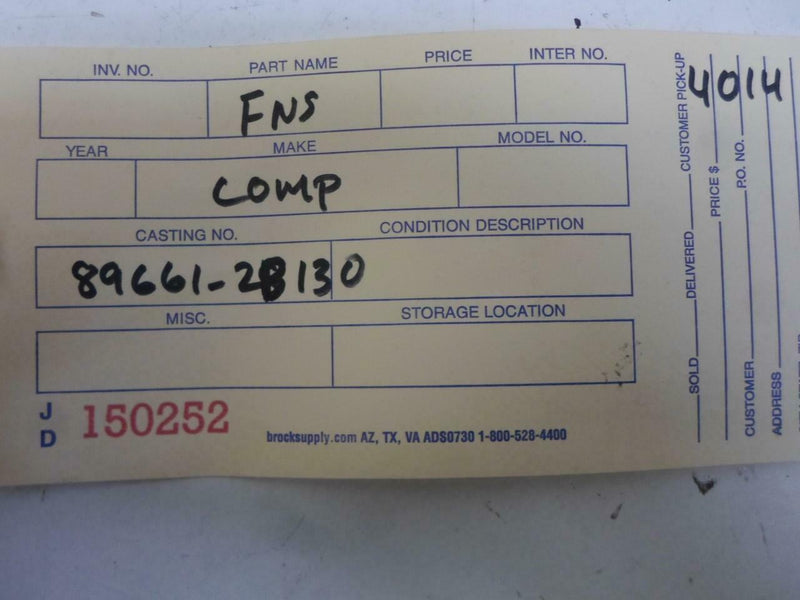 INV. NO. PART NAME PRICE INTER NO.
FNS
YEAR MAKE MODEL NO.
COMP
CASTING NO. CONDITION DESCRIPTION
89661-2B130
MISC. STORAGE LOCATION
J D 150252
brocksupply.com AZ, TX, VA ADS0730 1-800-528-4400
4014
SOLD DELIVERED CUSTOMER PICK-UP
PRICE $
CUSTOMER P.O. NO.
ADDRESS